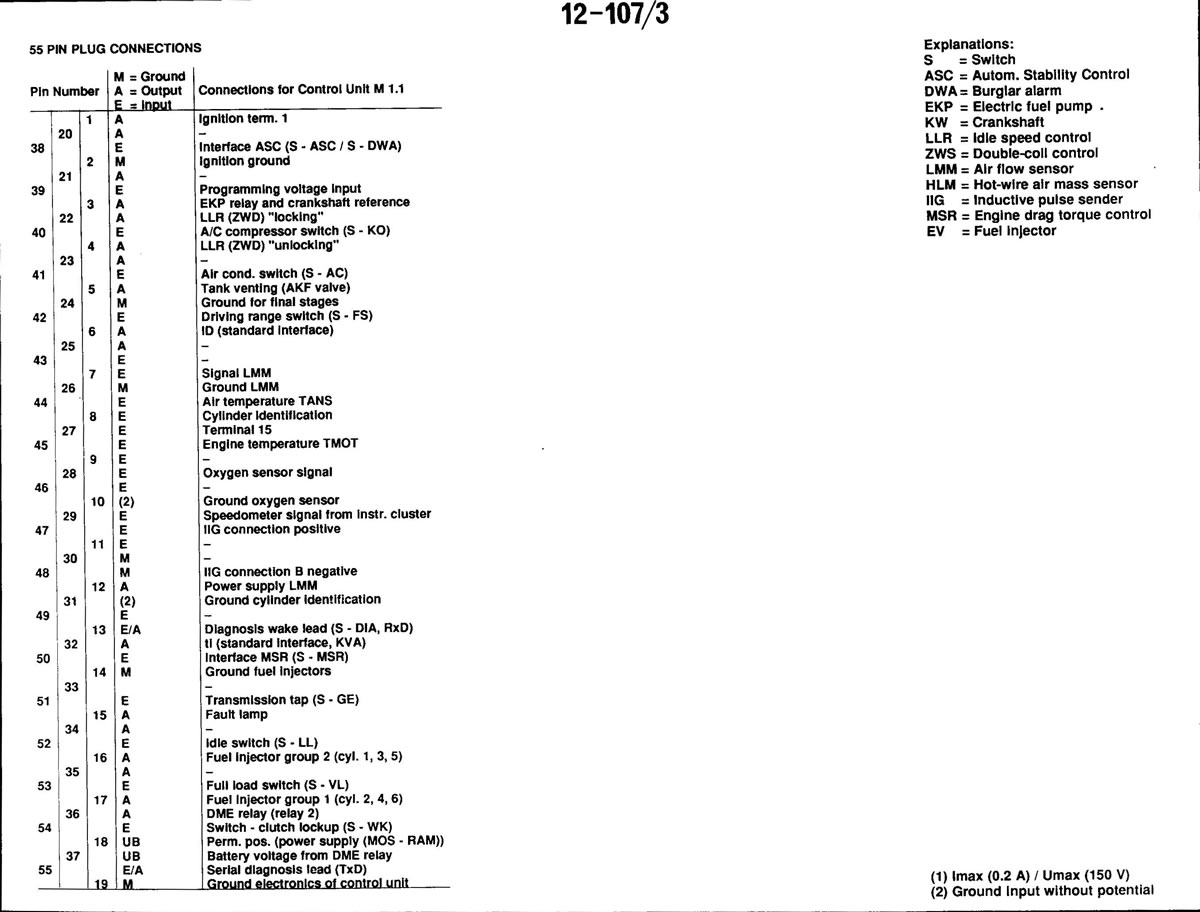 12-107/3
55 PIN PLUG CONNECTIONS
Pin Number M = Ground A = Output E = Input Connections for Control Unit M 1.1
1 A Ignition term. 1
20 A –
38 E Interface ASC (S - ASC / S - DWA)
2 M Ignition ground
21 A –
39 E Programming voltage input
3 A EKP relay and crankshaft reference
22 A LLR (ZWD) "locking"
40 E A/C compressor switch (S - KO)
4 A LLR (ZWD) "unlocking"
23 A –
41 E Air cond. switch (S - AC)
5 A Tank venting (AKF valve)
24 M Ground for final stages
42 E Driving range switch (S - FS)
6 A ID (standard interface)
25 A –
43 E –
7 E Signal LMM
26 M Ground LMM
44 E Air temperature TANS
8 E Cylinder identification
27 E Terminal 15
45 E Engine temperature TMOT
9 E –
28 E Oxygen sensor signal
46 E –
10 (2) Ground oxygen sensor
29 E Speedometer signal from instr. cluster
47 E IIG connection positive
11 E –
30 M –
48 M IIG connection B negative
12 A Power supply LMM
31 (2) Ground cylinder identification
49 E –
13 E/A Diagnosis wake lead (S - DIA, RxD)
32 A tI (standard interface, KVA)
50 E Interface MSR (S - MSR)
14 M Ground fuel injectors
33 –
51 E Transmission tap (S - GE)
15 A Fault lamp
34 A –
52 E Idle switch (S - LL)
16 A Fuel injector group 2 (cyl. 1, 3, 5)
35 A –
53 E Full load switch (S - VL)
17 A Fuel injector group 1 (cyl. 2, 4, 6)
36 A DME relay (relay 2)
54 E Switch - clutch lockup (S - WK)
18 UB Perm. pos. (power supply (MOS - RAM))
37 UB Battery voltage from DME relay
55 E/A Serial diagnosis lead (TxD)
19 M Ground electronics of control unit
Explanations:
S = Switch
ASC = Autom. Stability Control
DWA = Burglar alarm
EKP = Electric fuel pump .
KW = Crankshaft
LLR = Idle speed control
ZWS = Double-coil control
LMM = Air flow sensor
HLM = Hot-wire air mass sensor
IIG = Inductive pulse sender
MSR = Engine drag torque control
EV = Fuel injector
(1) Imax (0.2 A) / Umax (150 V)
(2) Ground input without potential